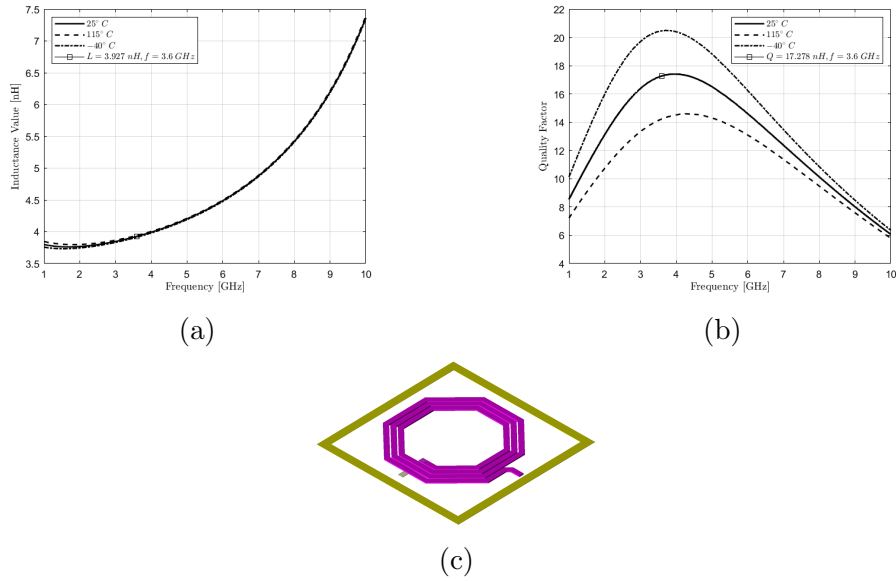 7.5
7
6.5
6
5.5
5
4.5
4
3.5
Inductance Value [nH]
25° C
115° C
−40° C
L = 3.927 nH, f = 3.6 GHz
1 2 3 4 5 6 7 8 9 10
Frequency [GHz]
(a)
22
20
18
16
14
12
10
8
6
4
Quality Factor
25° C
115° C
−40° C
Q = 17.278 nH, f = 3.6 GHz
1 2 3 4 5 6 7 8 9 10
Frequency [GHz]
(b)
(c)